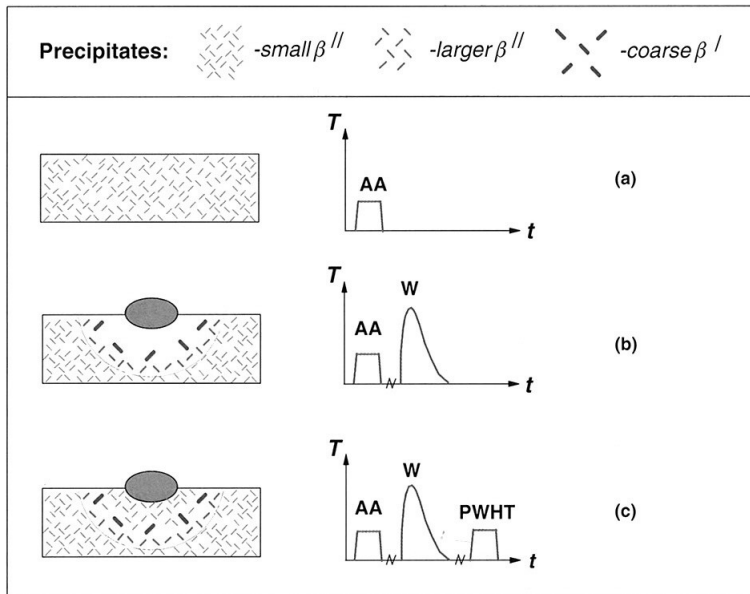 Precipitates: -small β // -larger β // -coarse β /
T
AA
t
(a)
T
W
AA
t
(b)
T
W
AA
PWHT
t
(c)